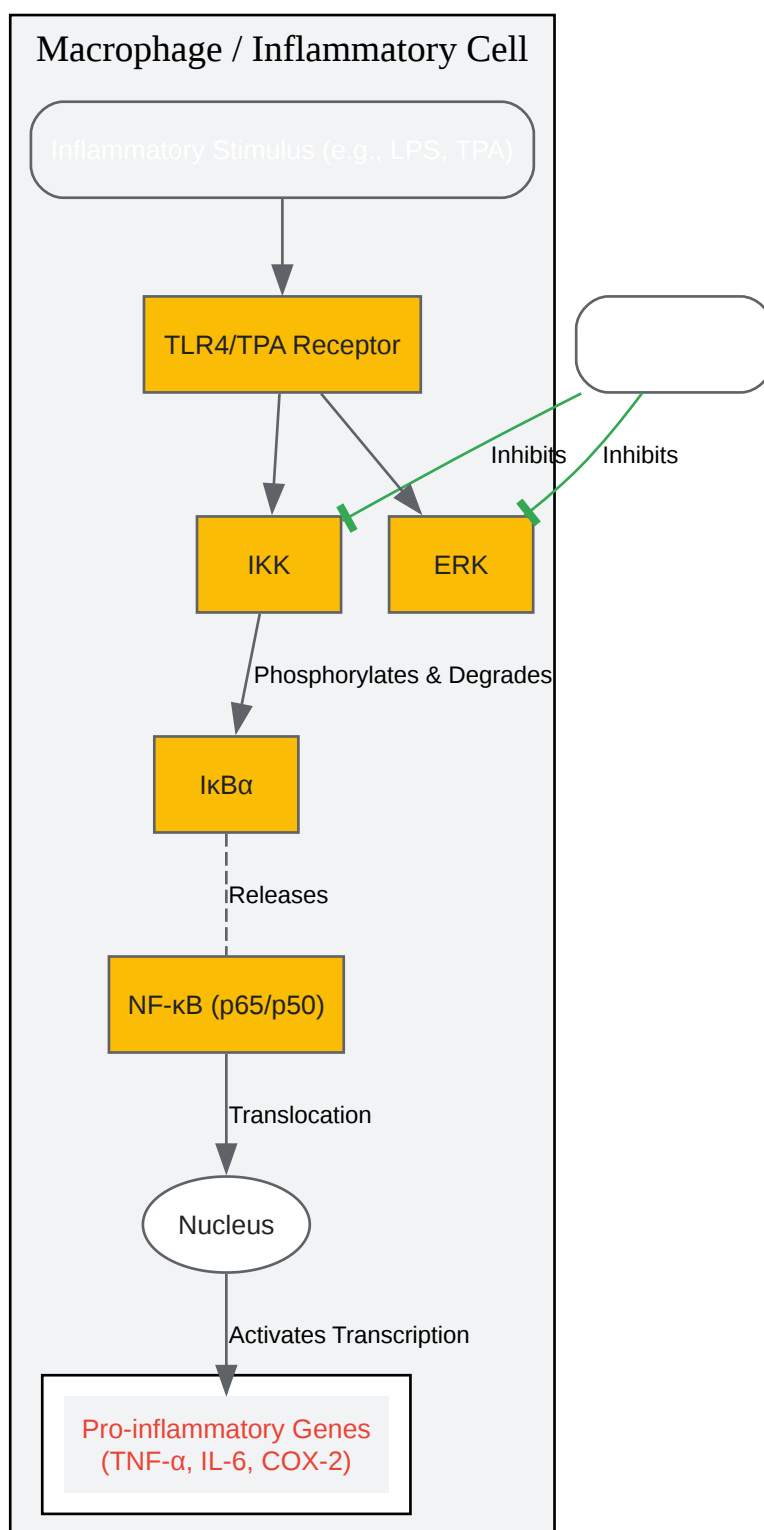 Macrophage / Inflammatory Cell
Inflammatory Stimulus (e.g., LPS, TPA)
TLR4/TPA Receptor
Inhibits
Inhibits
IKK
ERK
Phosphorylates & Degrades
IκBα
Releases
NF-κB (p65/p50)
Translocation
Nucleus
Activates Transcription
Pro-inflammatory Genes
(TNF-α, IL-6, COX-2)